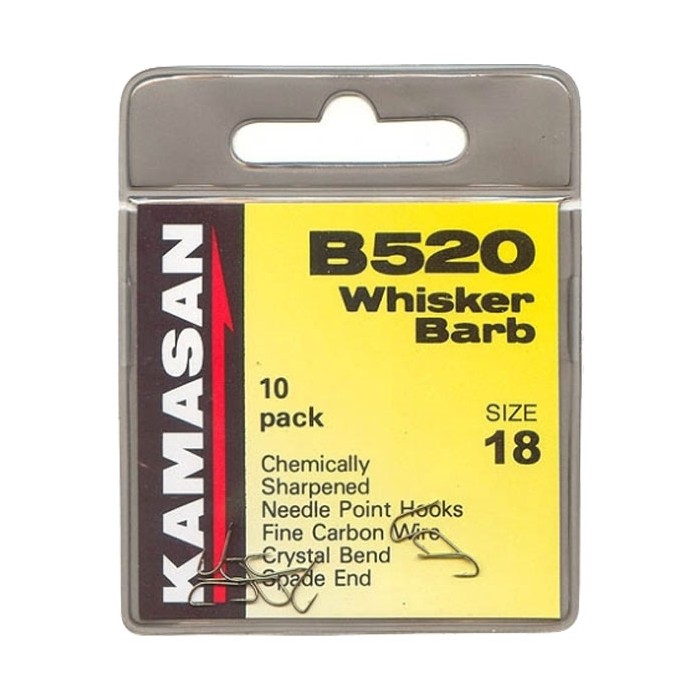 KAMASAN
B520
Whisker
Barb
10
pack
SIZE
18
Chemically
Sharpened
Needle Point Hooks
Fine Carbon Wire
Crystal Bend
Spade End